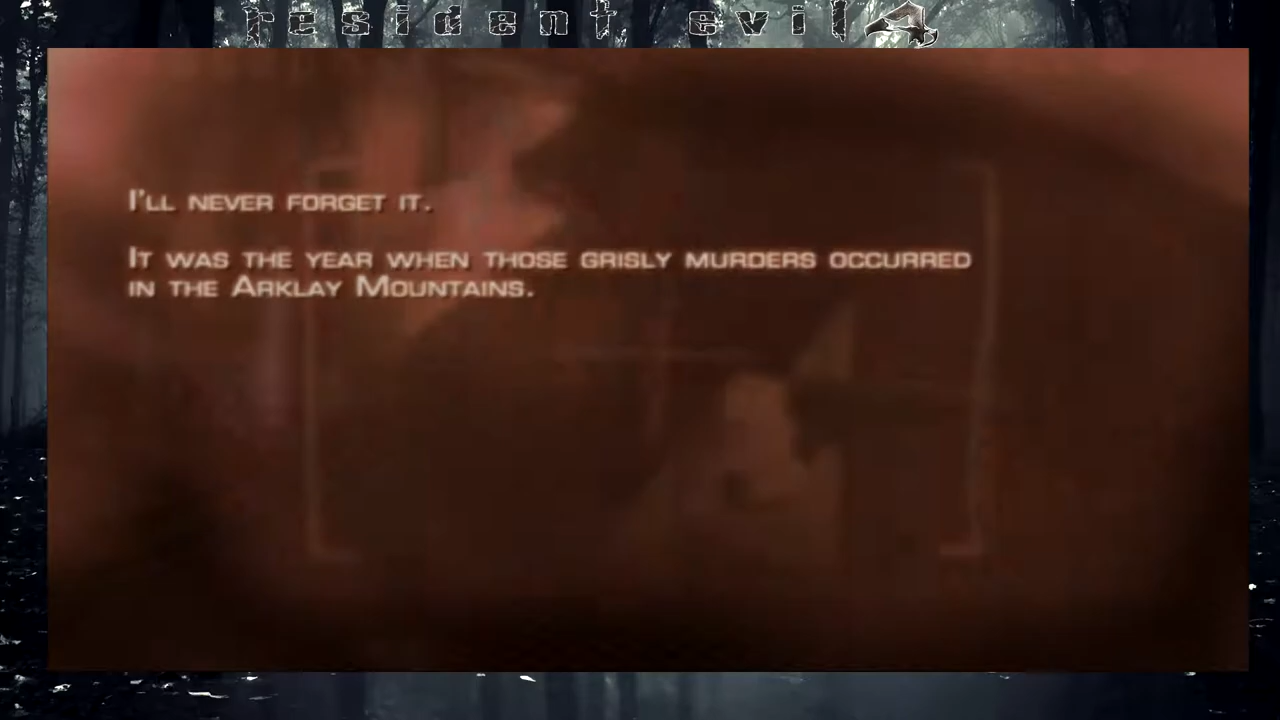 resident evil 4
I'LL NEVER FORGET IT.
IT WAS THE YEAR WHEN THOSE GRISLY MURDERS OCCURRED
IN THE ARKLAY MOUNTAINS.